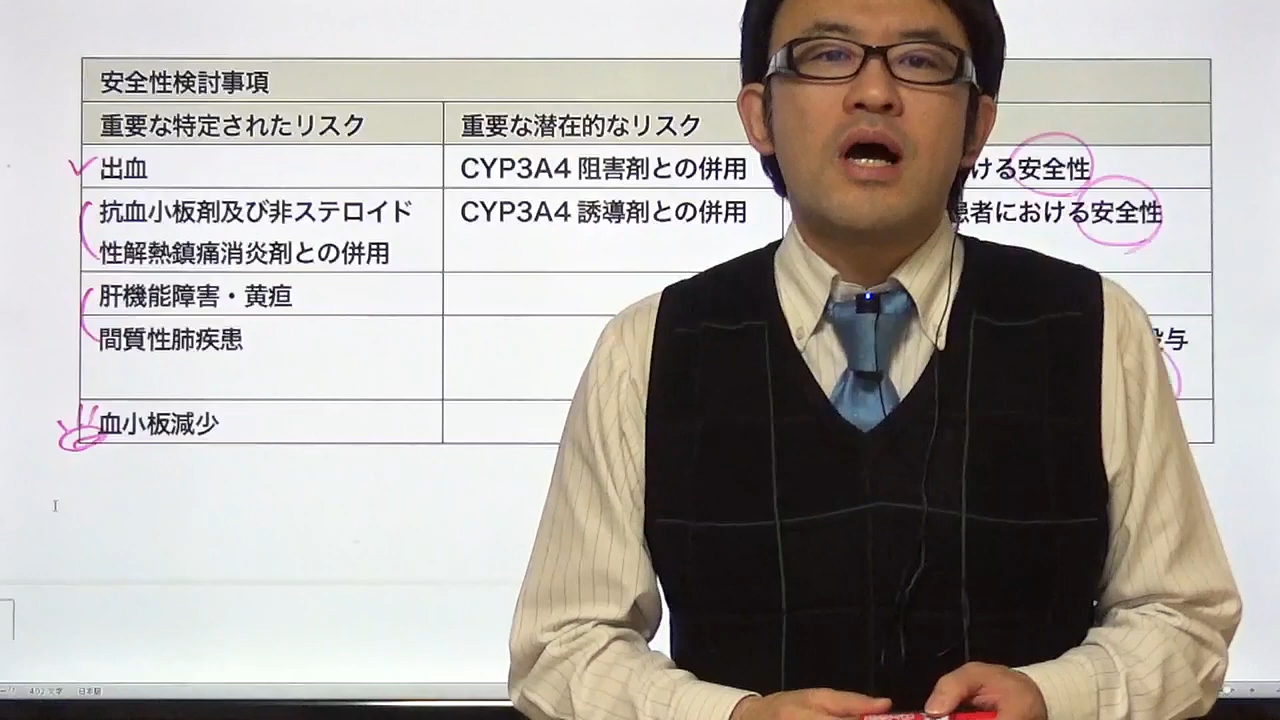 安全性検討事項
重要な特定されたリスク
重要な潜在的なリスク
出血
CYP3A4 阻害剤との併用
ける安全性
抗血小板剤及び非ステロイド
性解熱鎮痛消炎剤との併用
CYP3A4 誘導剤との併用
患者における安全性
肝機能障害・黄疸
間質性肺疾患
与
血小板減少